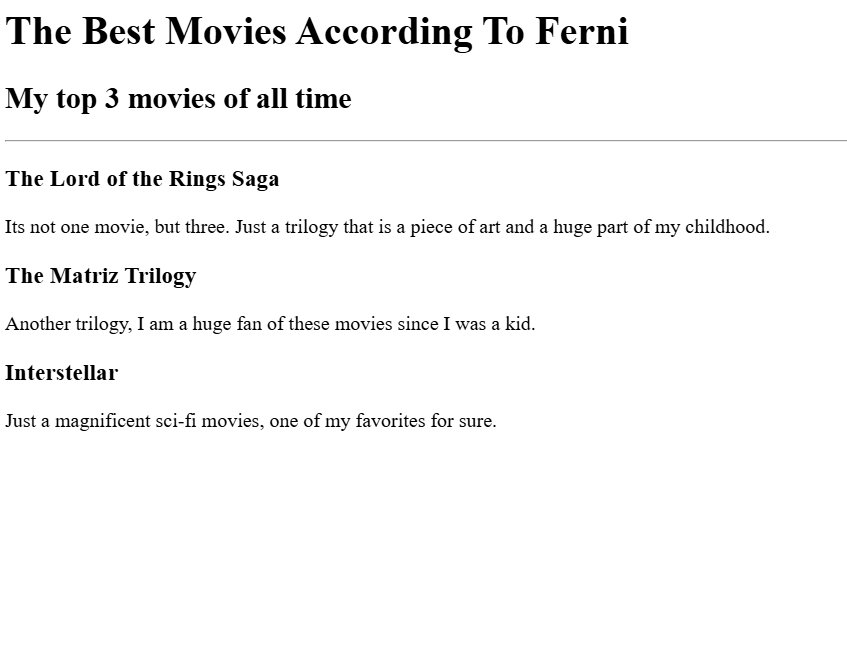 The Best Movies According To Ferni
My top 3 movies of all time
The Lord of the Rings Saga
Its not one movie, but three. Just a trilogy that is a piece of art and a huge part of my childhood.
The Matriz Trilogy
Another trilogy, I am a huge fan of these movies since I was a kid.
Interstellar
Just a magnificent sci-fi movies, one of my favorites for sure.